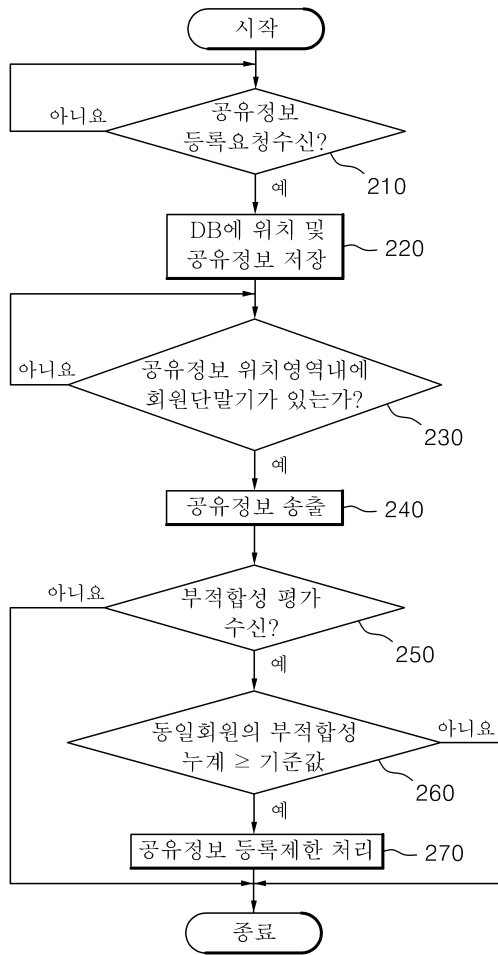 시작
아니요
공유정보
등록요청수신?
210
예
DB에 위치 및
공유정보 저장
220
아니요
공유정보 위치영역내에
회원단말기가 있는가?
230
예
공유정보 송출
240
아니요
부적합성 평가
수신?
250
예
동일회원의 부적합성
누계 ≥ 기준값
아니요
260
예
공유정보 등록제한 처리
270
종료